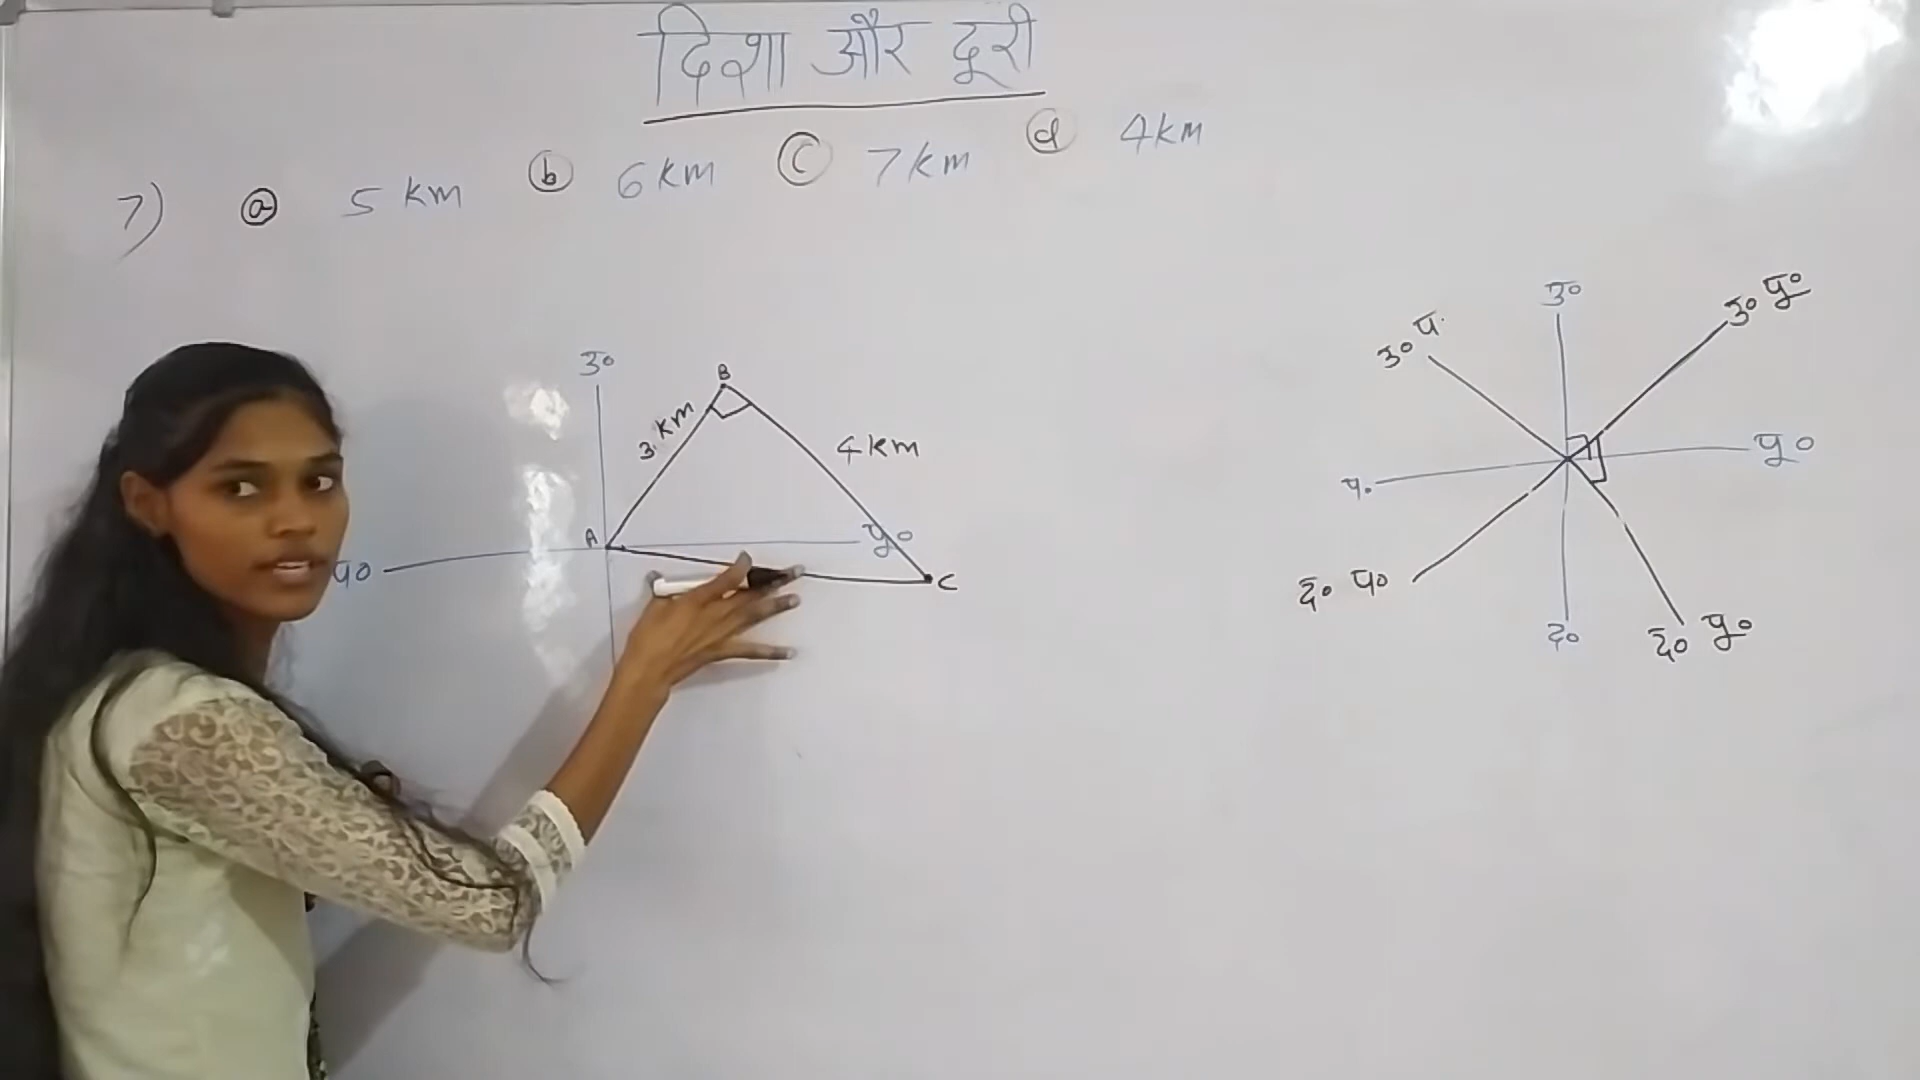 दिशा और दूरी
7) (a) 5 km (b) 6 km (c) 7 km (d) 4 km
उ०
B
3 km
4 km
A
पू०
प०
C
उ०
उ० पू०
उ० प.
पू०
प.
द० प०
द०
द० पू०